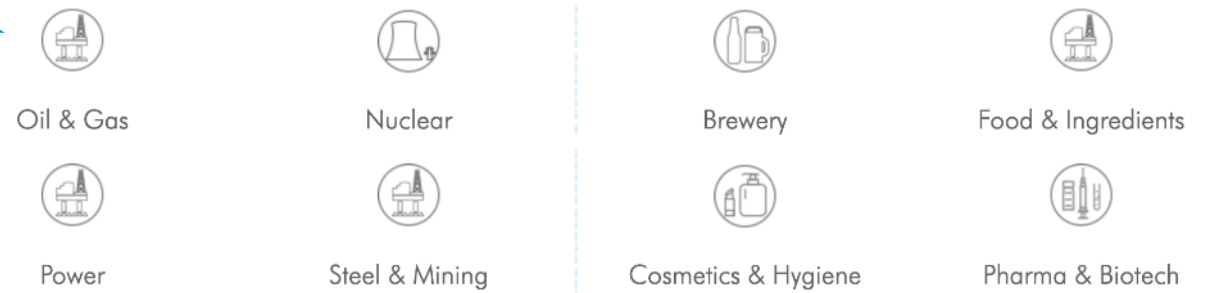 Oil & Gas
Nuclear
Brewery
Food & Ingredients
Power
Steel & Mining
Cosmetics & Hygiene
Pharma & Biotech